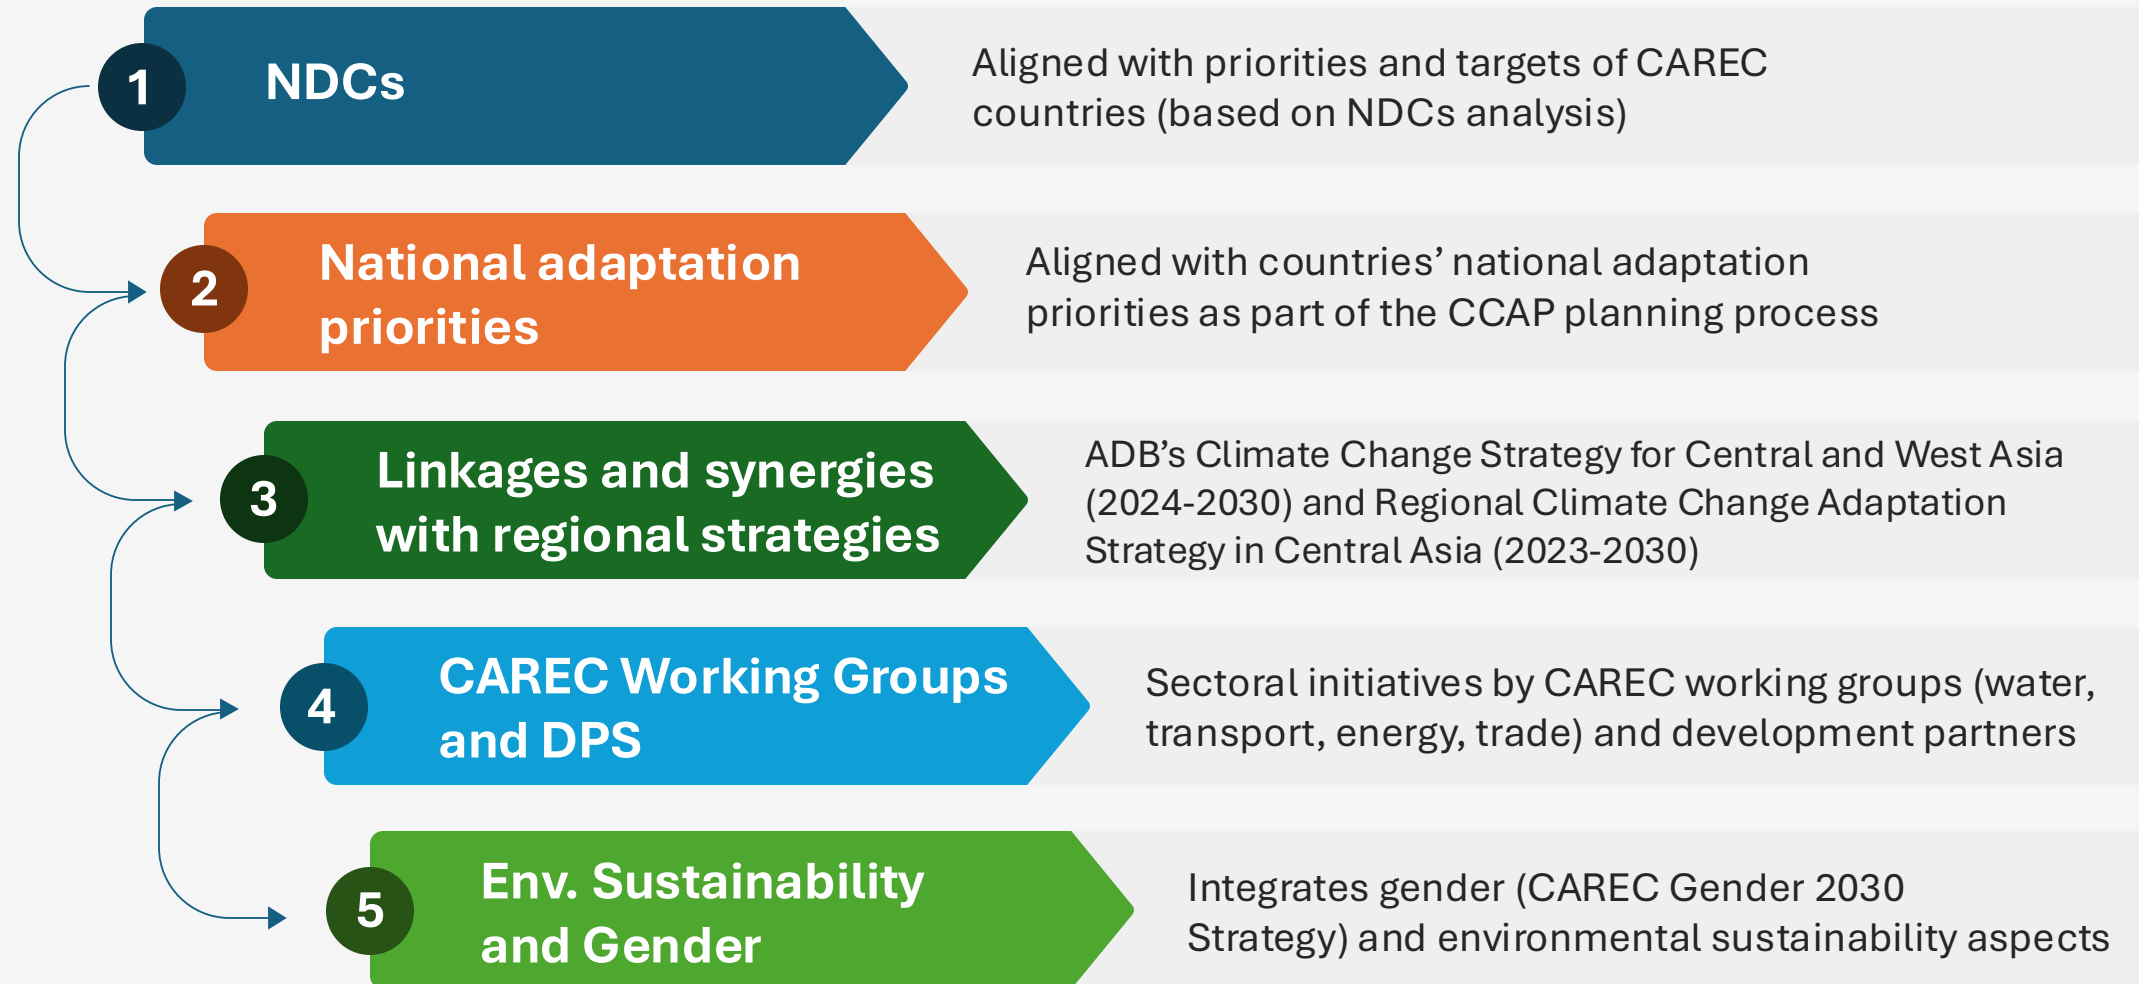 1
NDCs
Aligned with priorities and targets of CAREC
countries (based on NDCs analysis)
2
National adaptation
priorities
Aligned with countries’ national adaptation
priorities as part of the CCAP planning process
3
Linkages and synergies
with regional strategies
ADB’s Climate Change Strategy for Central and West Asia
(2024-2030) and Regional Climate Change Adaptation
Strategy in Central Asia (2023-2030)
4
CAREC Working Groups
and DPS
Sectoral initiatives by CAREC working groups (water,
transport, energy, trade) and development partners
5
Env. Sustainability
and Gender
Integrates gender (CAREC Gender 2030
Strategy) and environmental sustainability aspects